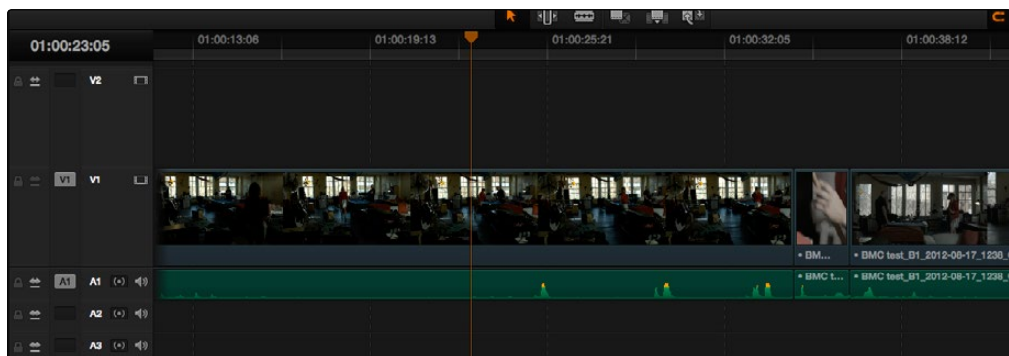 01:00:23:05
01:00:13:06 01:00:19:13 01:00:25:21 01:00:32:05 01:00:38:12
V2
V1 V1
• BM... • BMC test_B1_2012-08-17_1238_
A1 A1 • BMC t... • BMC test_B1_2012-08-17_1238_
A2
A3